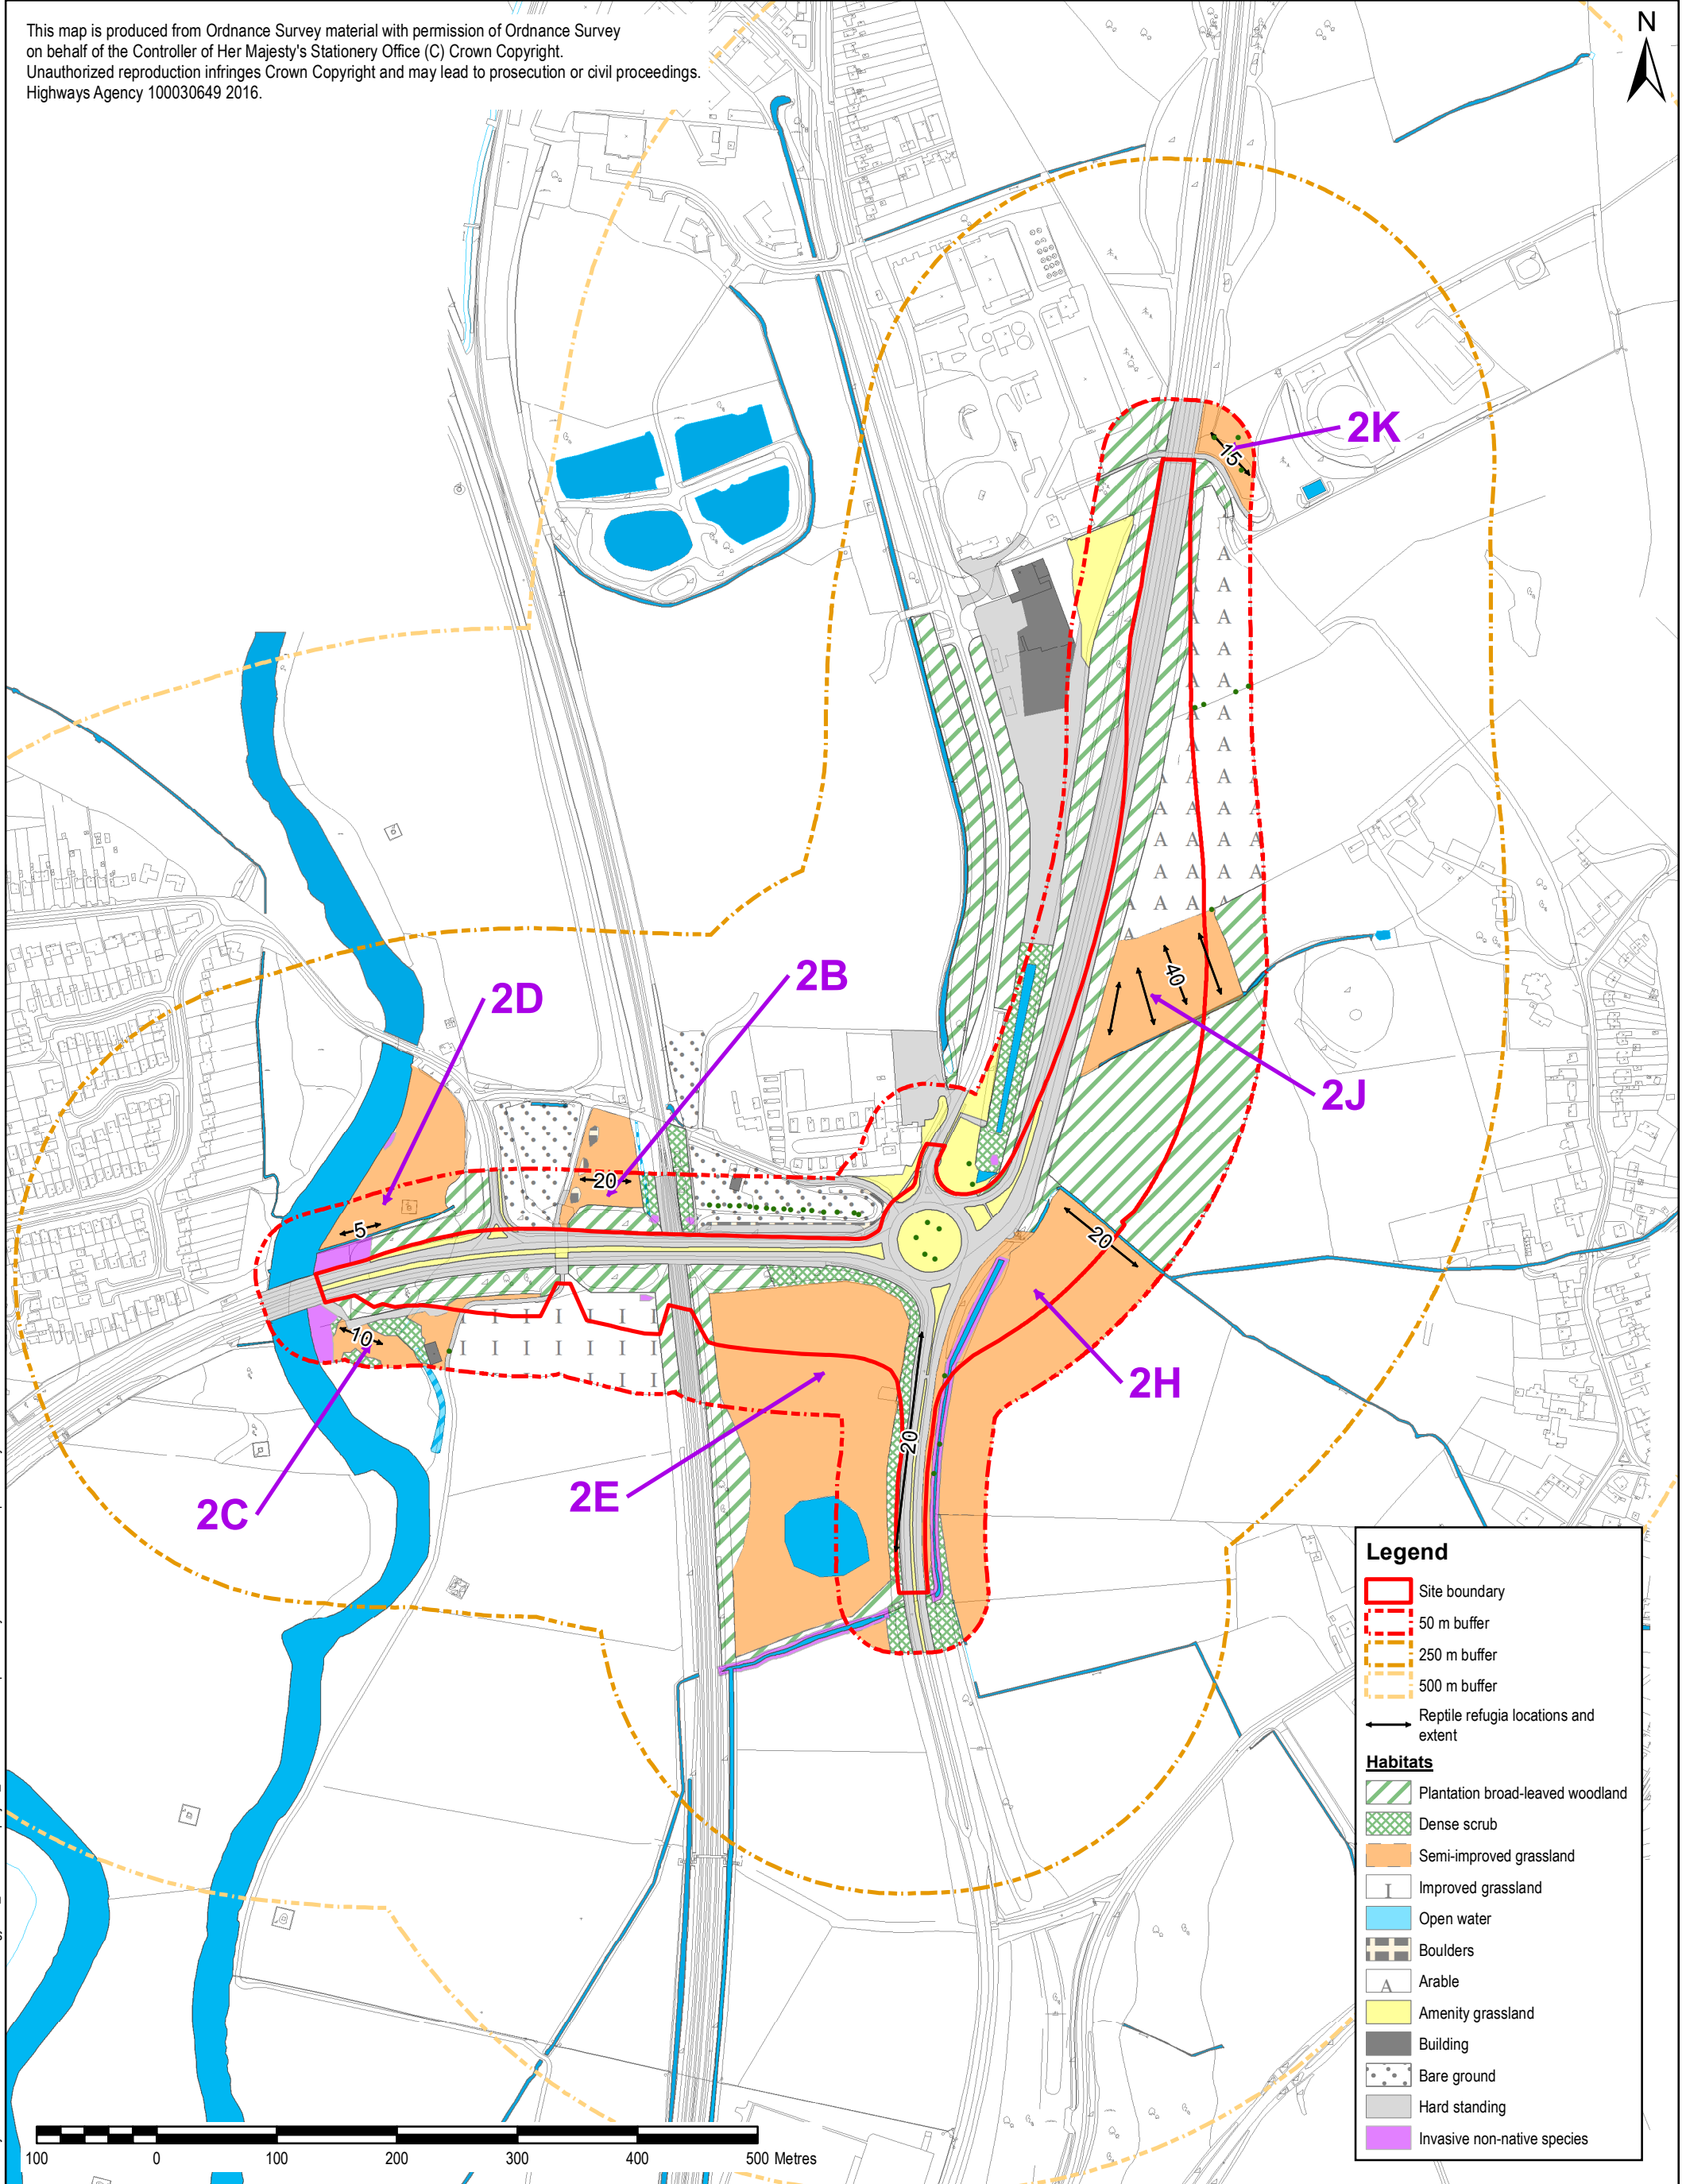 This map is produced from Ordnance Survey material with permission of Ordnance Survey
on behalf of the Controller of Her Majesty's Stationery Office (C) Crown Copyright.
Unauthorized reproduction infringes Crown Copyright and may lead to prosecution or civil proceedings.
Highways Agency 100030649 2016.
N
2K
15
2B
2D
40
2J
20
5
20
10
2H
20
2E
2C
Legend
Site boundary
50 m buffer
250 m buffer
500 m buffer
Reptile refugia locations and
extent
Habitats
Plantation broad-leaved woodland
Dense scrub
Semi-improved grassland
I Improved grassland
Open water
Boulders
A Arable
Amenity grassland
Building
Bare ground
Hard standing
Invasive non-native species
100 0 100 200 300 400 500 Metres